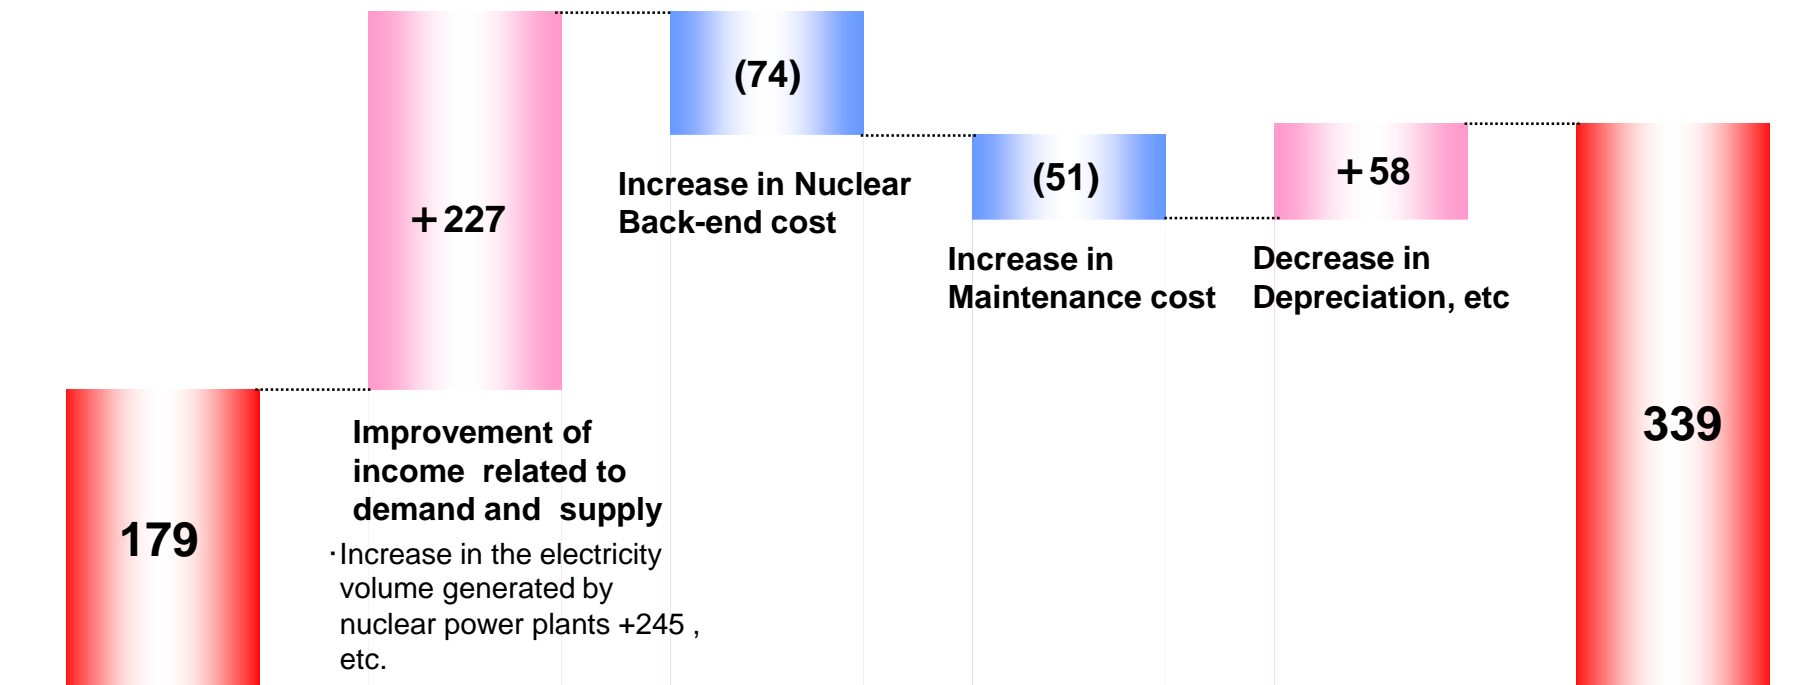 179
＋227
Improvement of
income related to
demand and supply
·Increase in the electricity
volume generated by
nuclear power plants +245 ,
etc.
(74)
Increase in Nuclear
Back-end cost
(51)
Increase in
Maintenance cost
＋58
Decrease in
Depreciation, etc
339